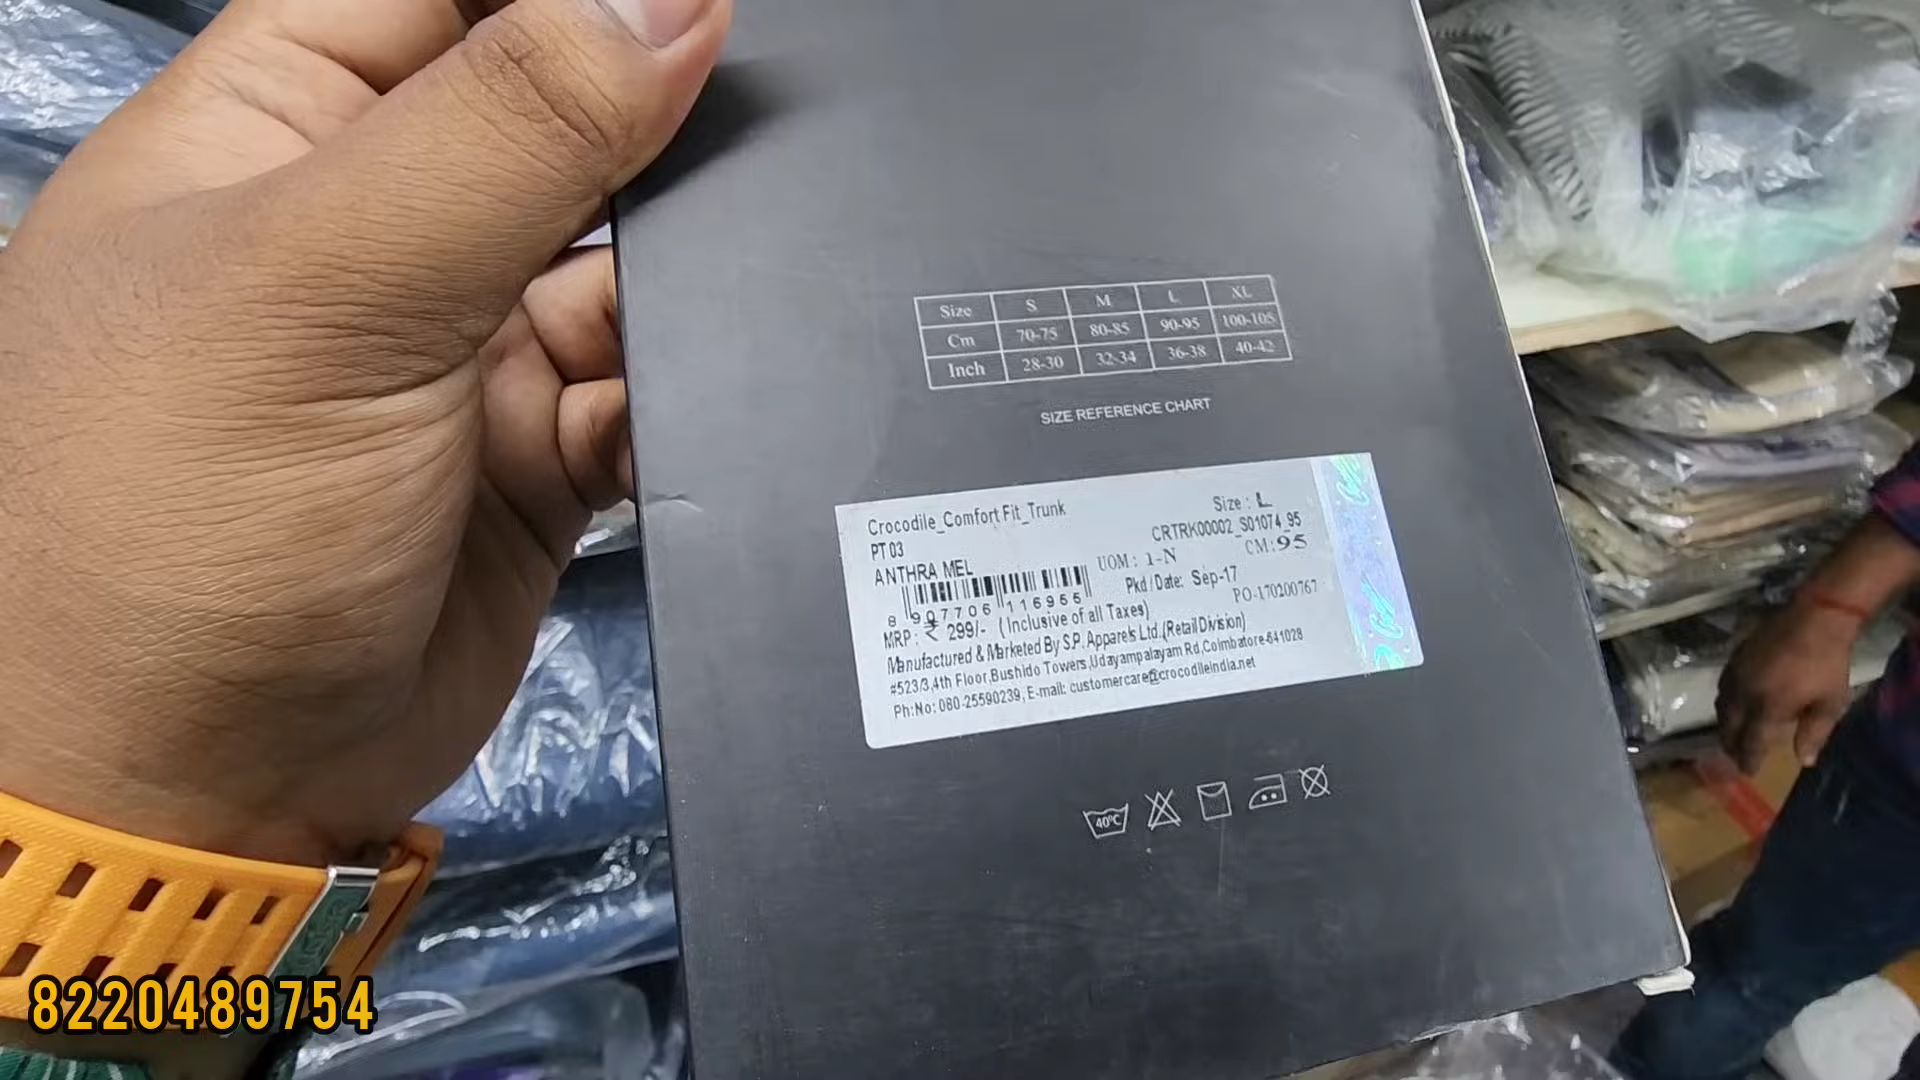 Size S M L XL
Cm 70-75 80-85 90-95 100-105
Inch 28-30 32-34 36-38 40-42
SIZE REFERENCE CHART
Crocodile_Comfort Fit_Trunk Size : L
PT 03 CRTRK00002_S01074_95
ANTHRA MEL UOM : 1-N CM:95
Pkd / Date: Sep-17
8 907706 116955 PO-170200767
MRP : ₹ 299/- (Inclusive of all Taxes)
Manufactured & Marketed By S.P. Apparels Ltd.(Retail Division)
#523/3,4th Floor,Bushido Towers,Udayampalayam Rd,Coimbatore-641028
Ph:No: 080-25590239, E-mail: customercare@crocodileindia.net
40°C
8220489754